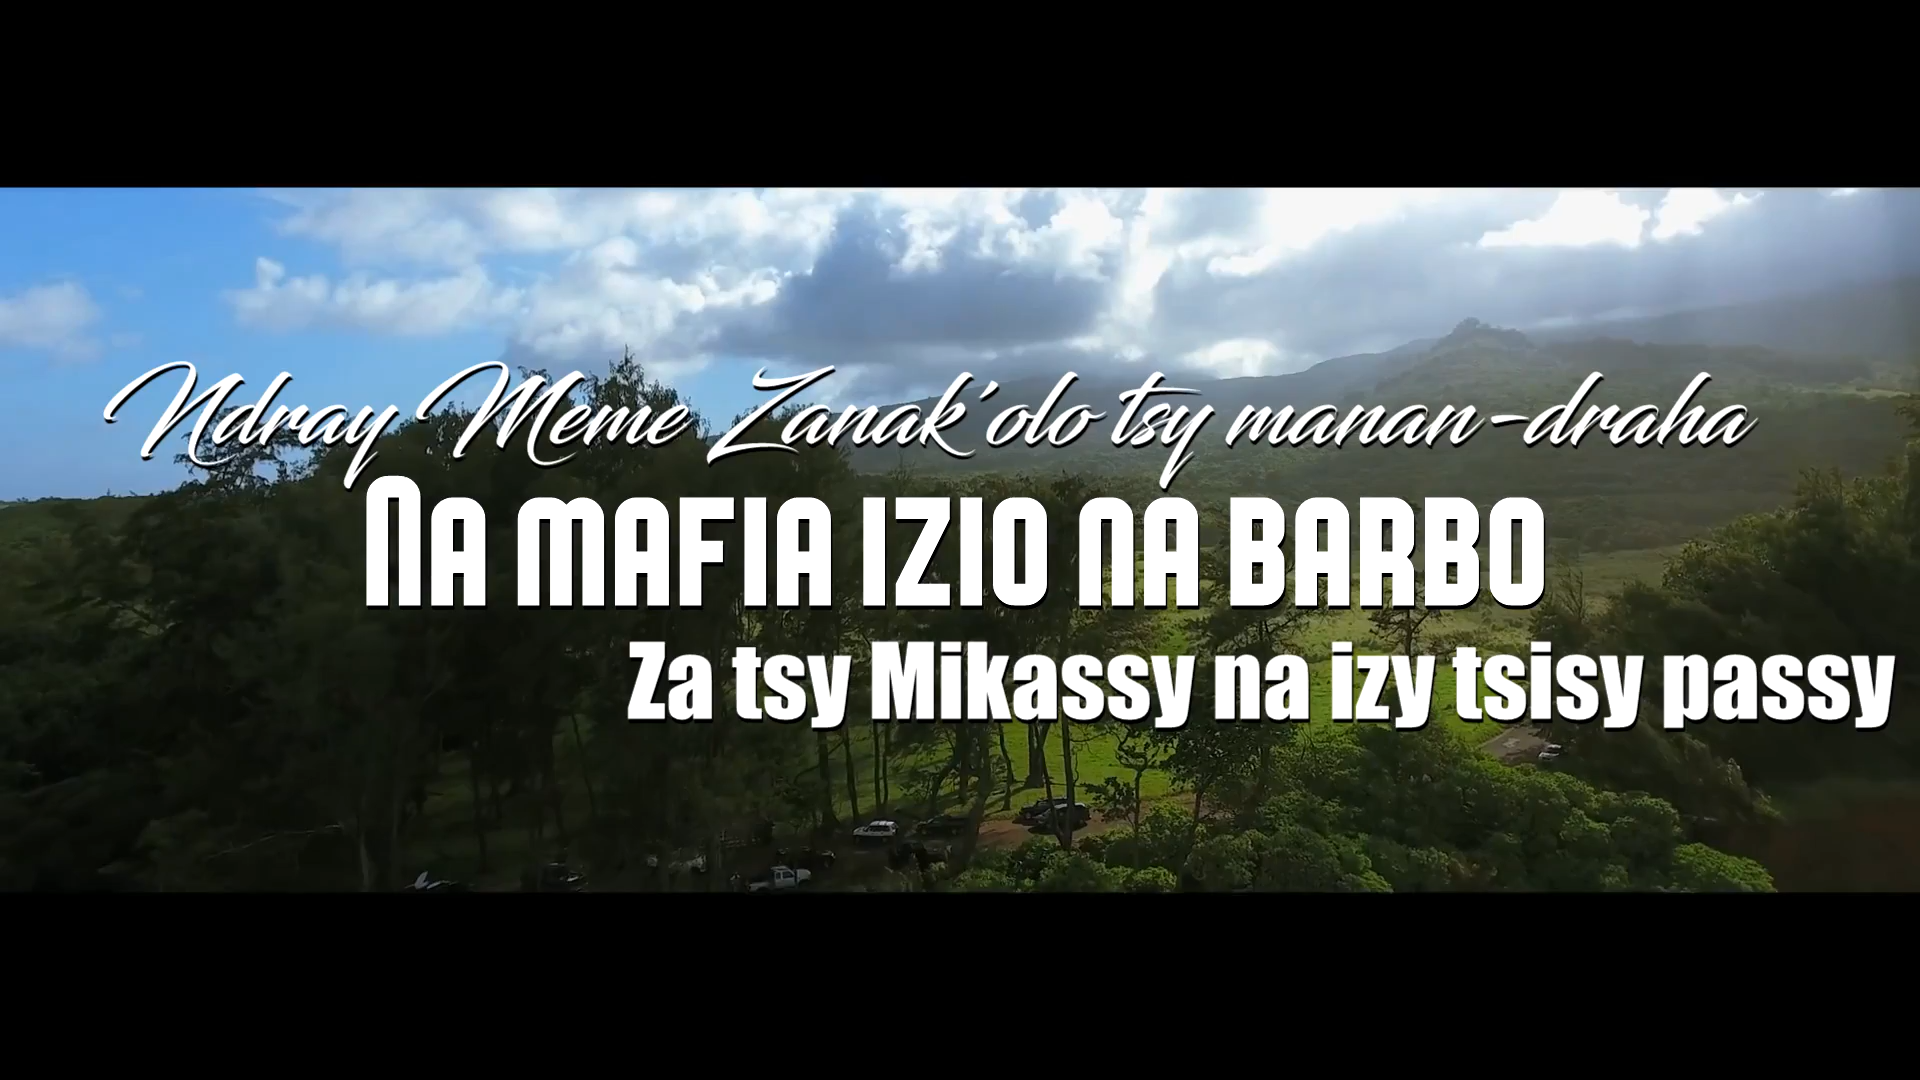 Ndray Meme Zanak'olo tsy manan-draha
NA MAFIA IZIO NA BARBO
Za tsy Mikassy na izy tsisy passy